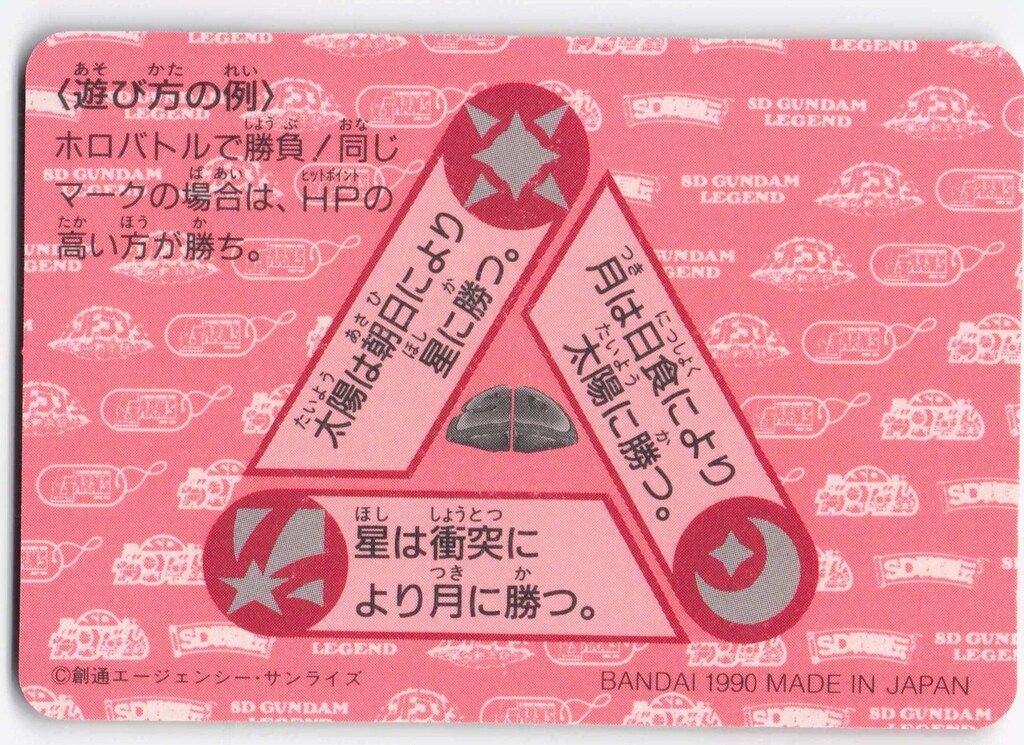 〈遊び方の例〉
ホロバトルで勝負！同じ
マークの場合は、HPの
高い方が勝ち。
太陽は朝日により
星に勝つ。
月は日食により
太陽に勝つ。
星は衝突に
より月に勝つ。
©創通エージェンシー・サンライズ
BANDAI 1990 MADE IN JAPAN
SD GUNDAM
LEGEND